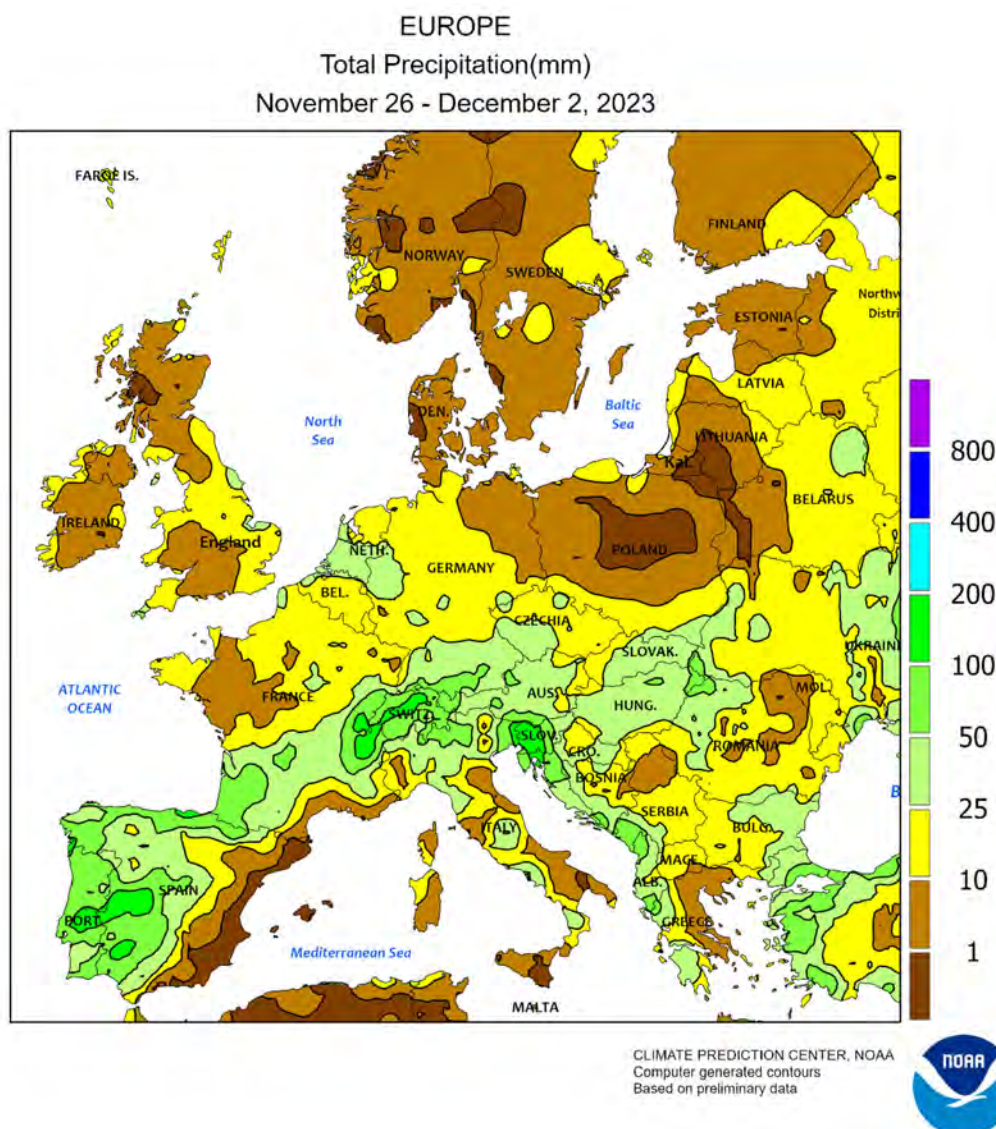 EUROPE
Total Precipitation(mm)
November 26 - December 2, 2023
FAROE IS.
FINLAND
NORWAY
SWEDEN
Northw
Distri
ESTONIA
LATVIA
North
Sea
DEN.
Baltic
Sea
LITHUANIA
Kal.
800
BELARUS
400
IRELAND
England
NETH.
POLAND
GERMANY
BEL.
200
CZECHIA
SLOVAK.
UKRAINE
100
ATLANTIC
OCEAN
FRANCE
SWITZ.
AUS.
HUNG.
MOL.
SLOV.
CRO.
ROMANIA
50
BOSNIA
B
SERBIA
25
ITALY
BULG.
MACE.
SPAIN
ALB.
10
PORT.
GREECE
Mediterranean Sea
1
MALTA
CLIMATE PREDICTION CENTER, NOAA
Computer generated contours
Based on preliminary data
NOAA